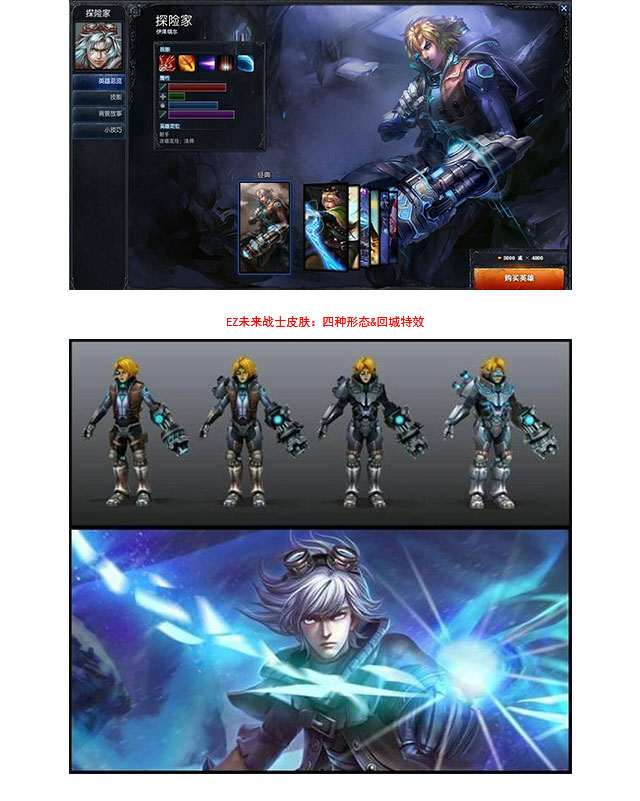 探险家
探险家
伊泽瑞尔
英雄总览
技能
背景故事
小技巧
技能
属性
英雄定位
射手
次级定位：法师
经典
3000 或 4800
购买英雄
EZ未来战士皮肤：四种形态&回城特效